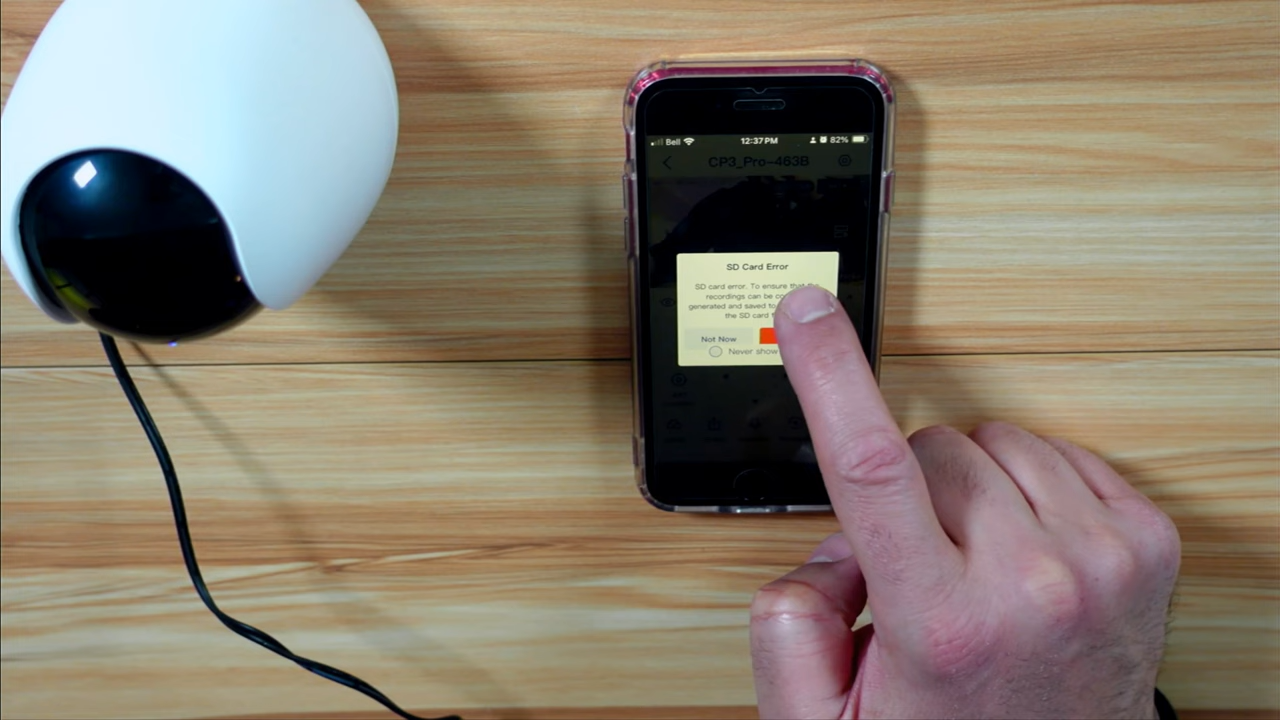 Bell 12:37 PM 82%
CP3_Pro-463B
SD Card Error
SD card error. To ensure that the
recordings can be
generated and saved to
the SD card
Not Now
Never show